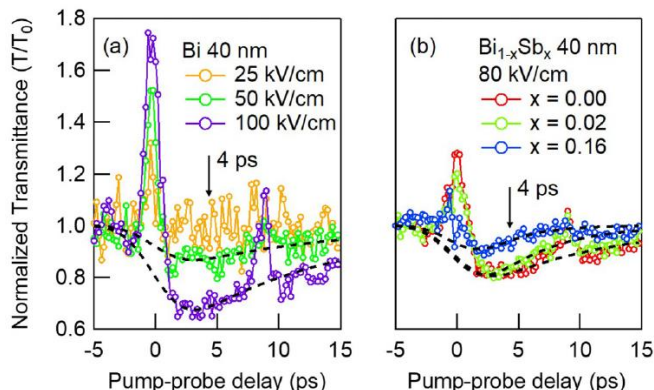 Normalized Transmittance (T/T0)
1.8
1.6
1.4
1.2
1.0
0.8
0.6
(a)
Bi 40 nm
25 kV/cm
50 kV/cm
100 kV/cm
4 ps
-5
0
5
10
15
Pump-probe delay (ps)
(b)
Bi1-xSbx 40 nm
80 kV/cm
x = 0.00
x = 0.02
x = 0.16
4 ps
-5
0
5
10
15
Pump-probe delay (ps)